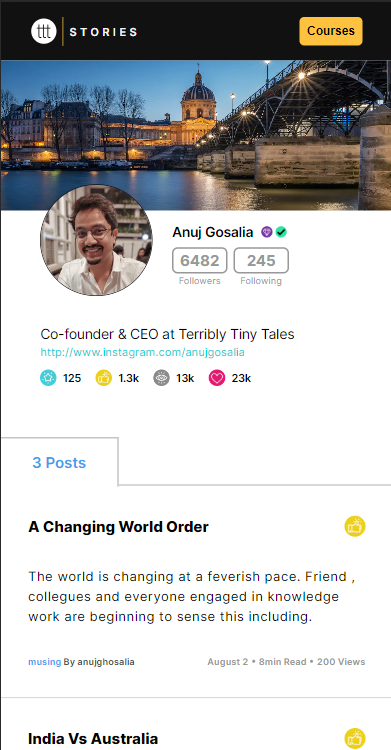 ttt STORIES
Courses
Anuj Gosalia
6482 245
Followers Following
Co-founder & CEO at Terribly Tiny Tales
http://www.instagram.com/anujgosalia
125 1.3k 13k 23k
3 Posts
A Changing World Order
The world is changing at a feverish pace. Friend ,
collegues and everyone engaged in knowledge
work are beginning to sense this including.
musing By anujghosalia August 2 • 8min Read • 200 Views
India Vs Australia